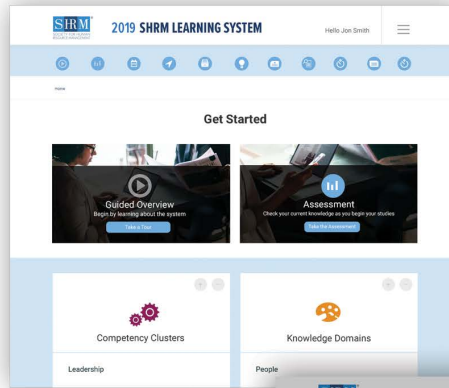 SHRM
SOCIETY FOR HUMAN
RESOURCE MANAGEMENT
2019 SHRM LEARNING SYSTEM
Hello Jon Smith
Home
Get Started
Guided Overview
Begin by learning about the system
Take a Tour
Assessment
Check your current knowledge as you begin your studies
Take the Assessment
Competency Clusters
Knowledge Domains
Leadership
People